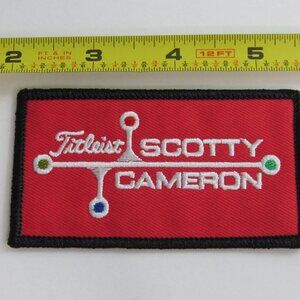 FT & IN
INCHES
2 3 4 12FT 5
Titleist SCOTTY
CAMERON